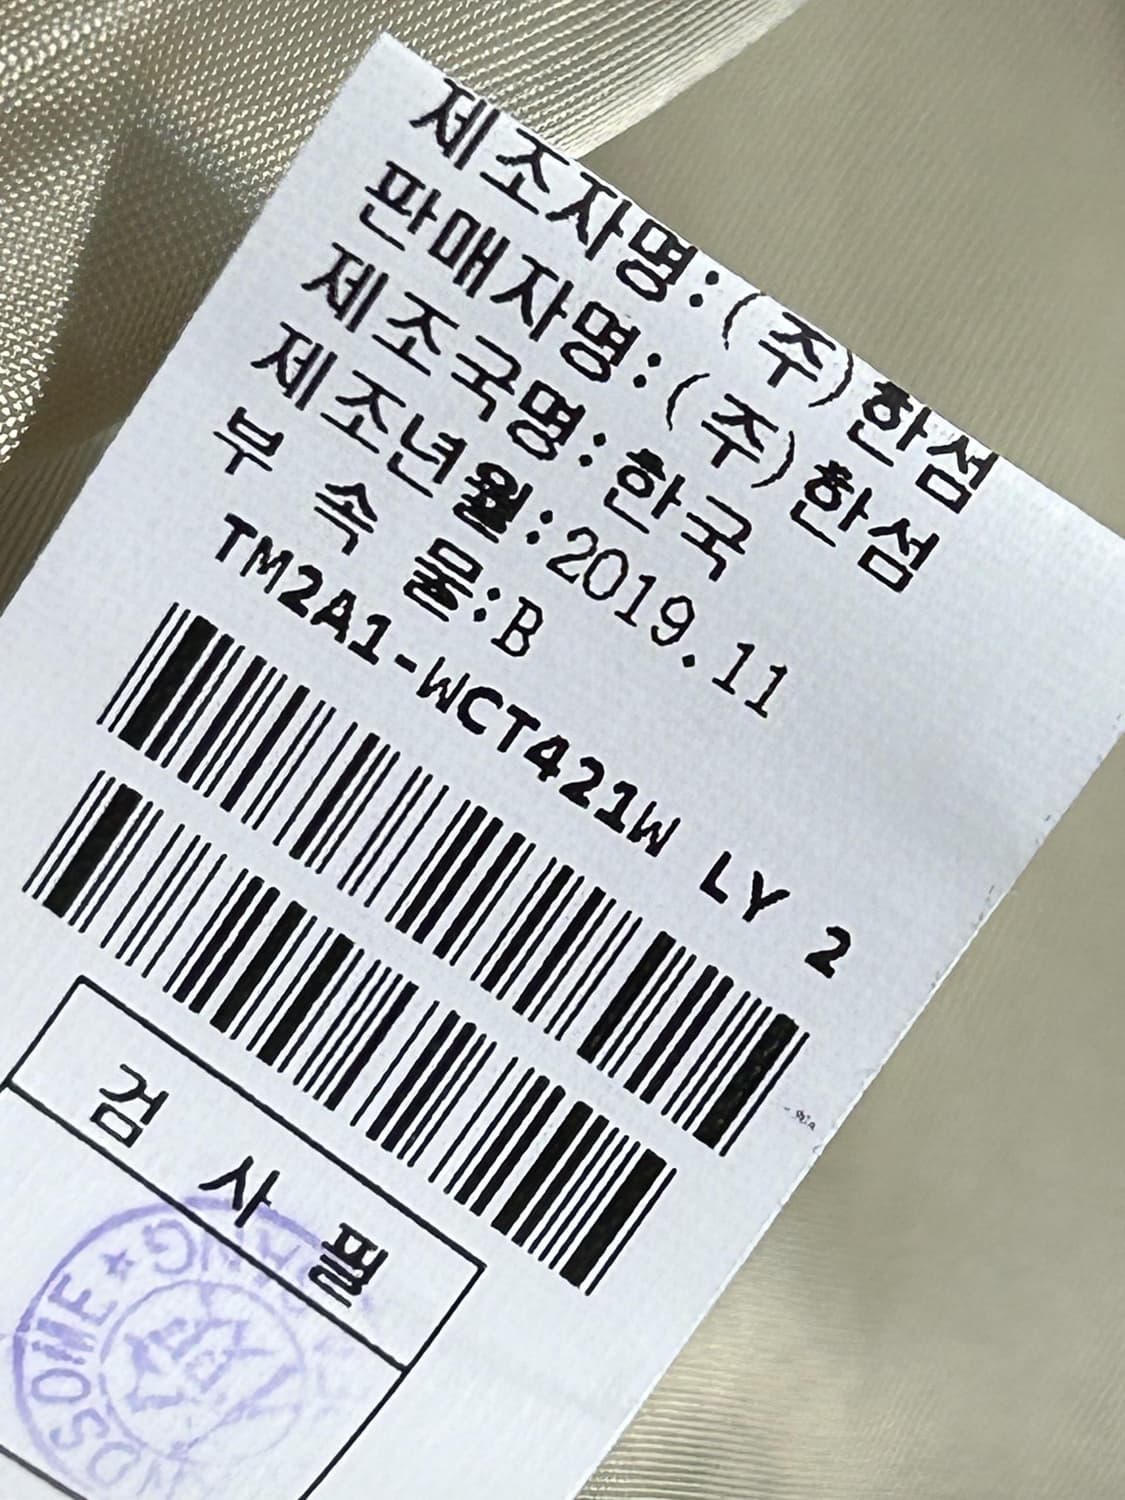 제조자명:(주)한섬
판매자명:(주)한섬
제조국명:한국
제조년월:2019.11
부 속 물:B
TM2A1-WCT421W LY 2
검 사 필